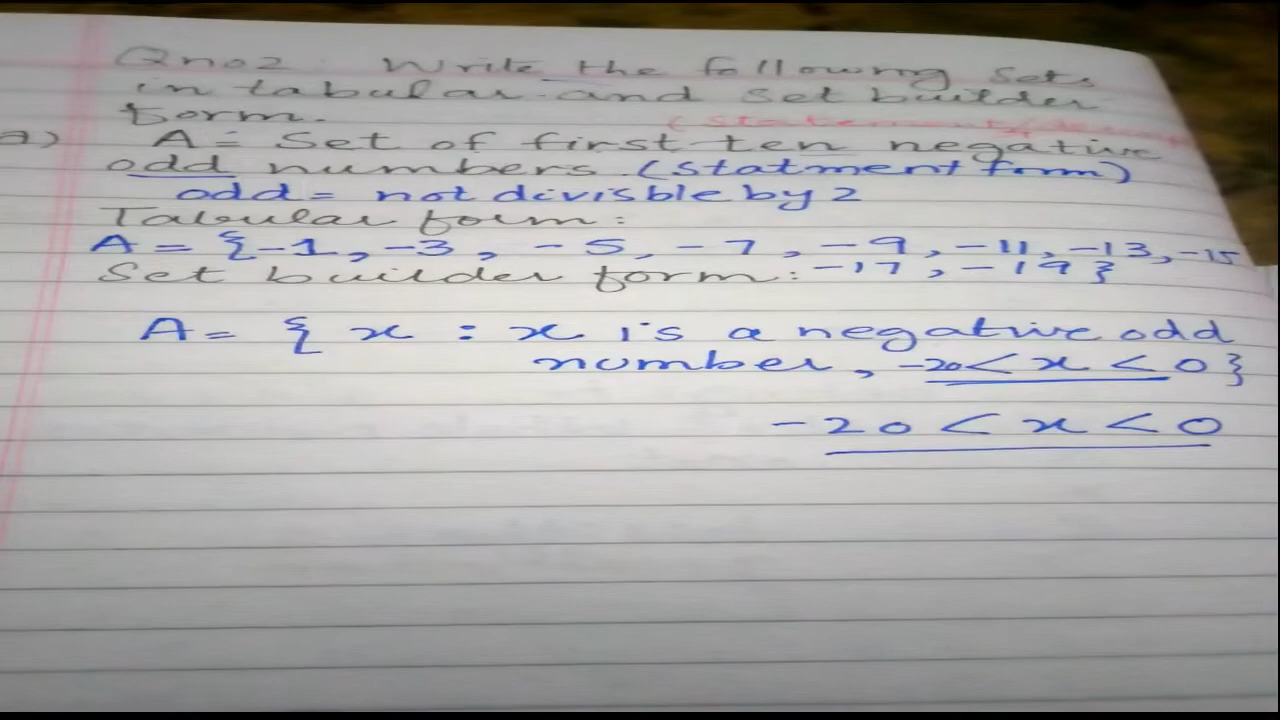 Qno2. Write the following sets
in tabular and set builder
form.
a) A = Set of first ten negative
odd numbers. (statment form)
odd = not divisble by 2
Tabular form:
A = {-1, -3, -5, -7, -9, -11, -13, -15
-17, -19}
Set builder form:
A = { x : x is a negative odd
number, -20 < x < 0}
-20 < x < 0